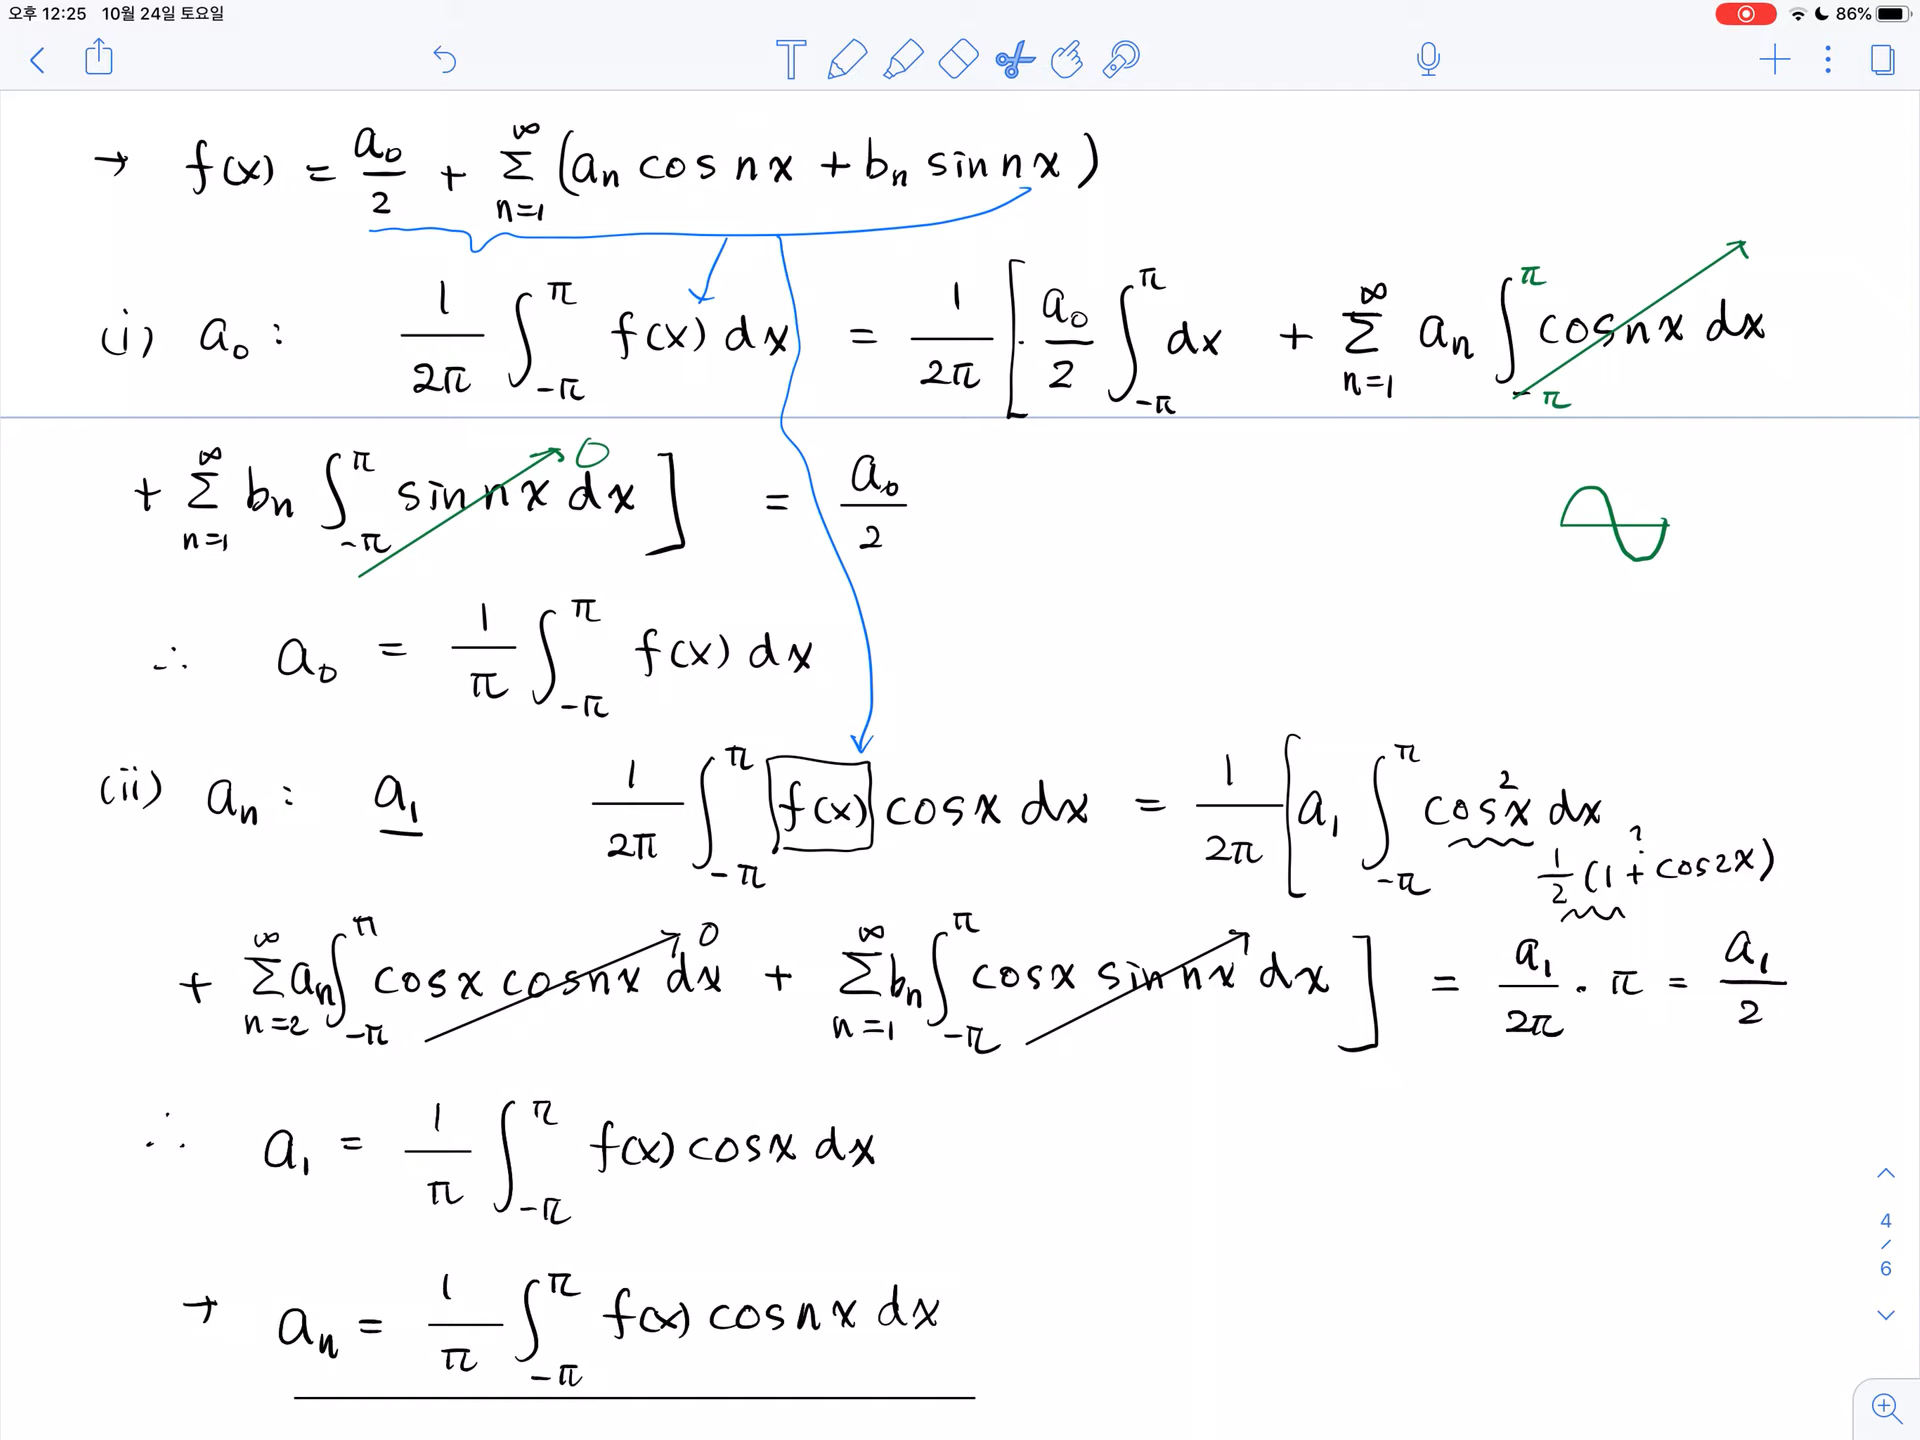 오후 12:25 10월 24일 토요일 86%
→ f(x) = a₀/2 + Σ_{n=1}^{∞} (aₙ cos nx + bₙ sin nx)
(i) a₀ : 1/2π ∫_{-π}^{π} f(x) dx = 1/2π [ · a₀/2 ∫_{-π}^{π} dx + Σ_{n=1}^{∞} aₙ ∫_{-π}^{π} cos nx dx
+ Σ_{n=1}^{∞} bₙ ∫_{-π}^{π} sin nx dx 0 ] = a₀/2
∴ a₀ = 1/π ∫_{-π}^{π} f(x) dx
(ii) aₙ : a₁ 1/2π ∫_{-π}^{π} f(x) cos x dx = 1/2π [ a₁ ∫_{-π}^{π} cos²x dx
?
1/2 (1 + cos2x)
+ Σ_{n=2}^{∞} aₙ ∫_{-π}^{π} cos x cos nx dx 0 + Σ_{n=1}^{∞} bₙ ∫_{-π}^{π} cos x sin nx dx ] = a₁/2π · π = a₁/2
∴ a₁ = 1/π ∫_{-π}^{π} f(x) cos x dx
→ aₙ = 1/π ∫_{-π}^{π} f(x) cos nx dx
4
/
6